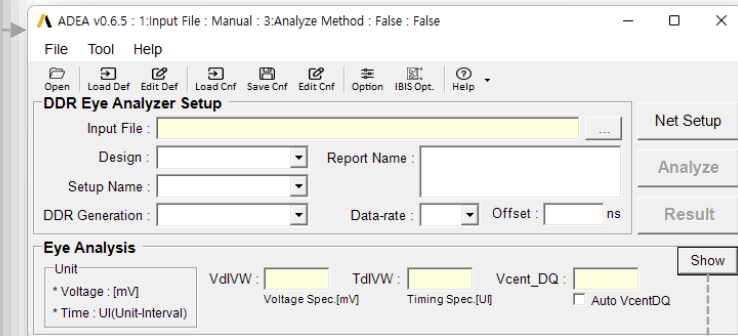 ADEA v0.6.5 : 1:Input File : Manual : 3:Analyze Method : False : False
File Tool Help
Open Load Def Edit Def Load Cnf Save Cnf Edit Cnf Option IBIS Opt. Help
DDR Eye Analyzer Setup
Input File : ... Net Setup
Design : Report Name : Analyze
Setup Name :
DDR Generation : Data-rate : Offset : ns Result
Eye Analysis Show
Unit
VdIVW : TdIVW : Vcent_DQ :
* Voltage : [mV] Voltage Spec.[mV] Timing Spec.[UI] Auto VcentDQ
* Time : UI(Unit-Interval)